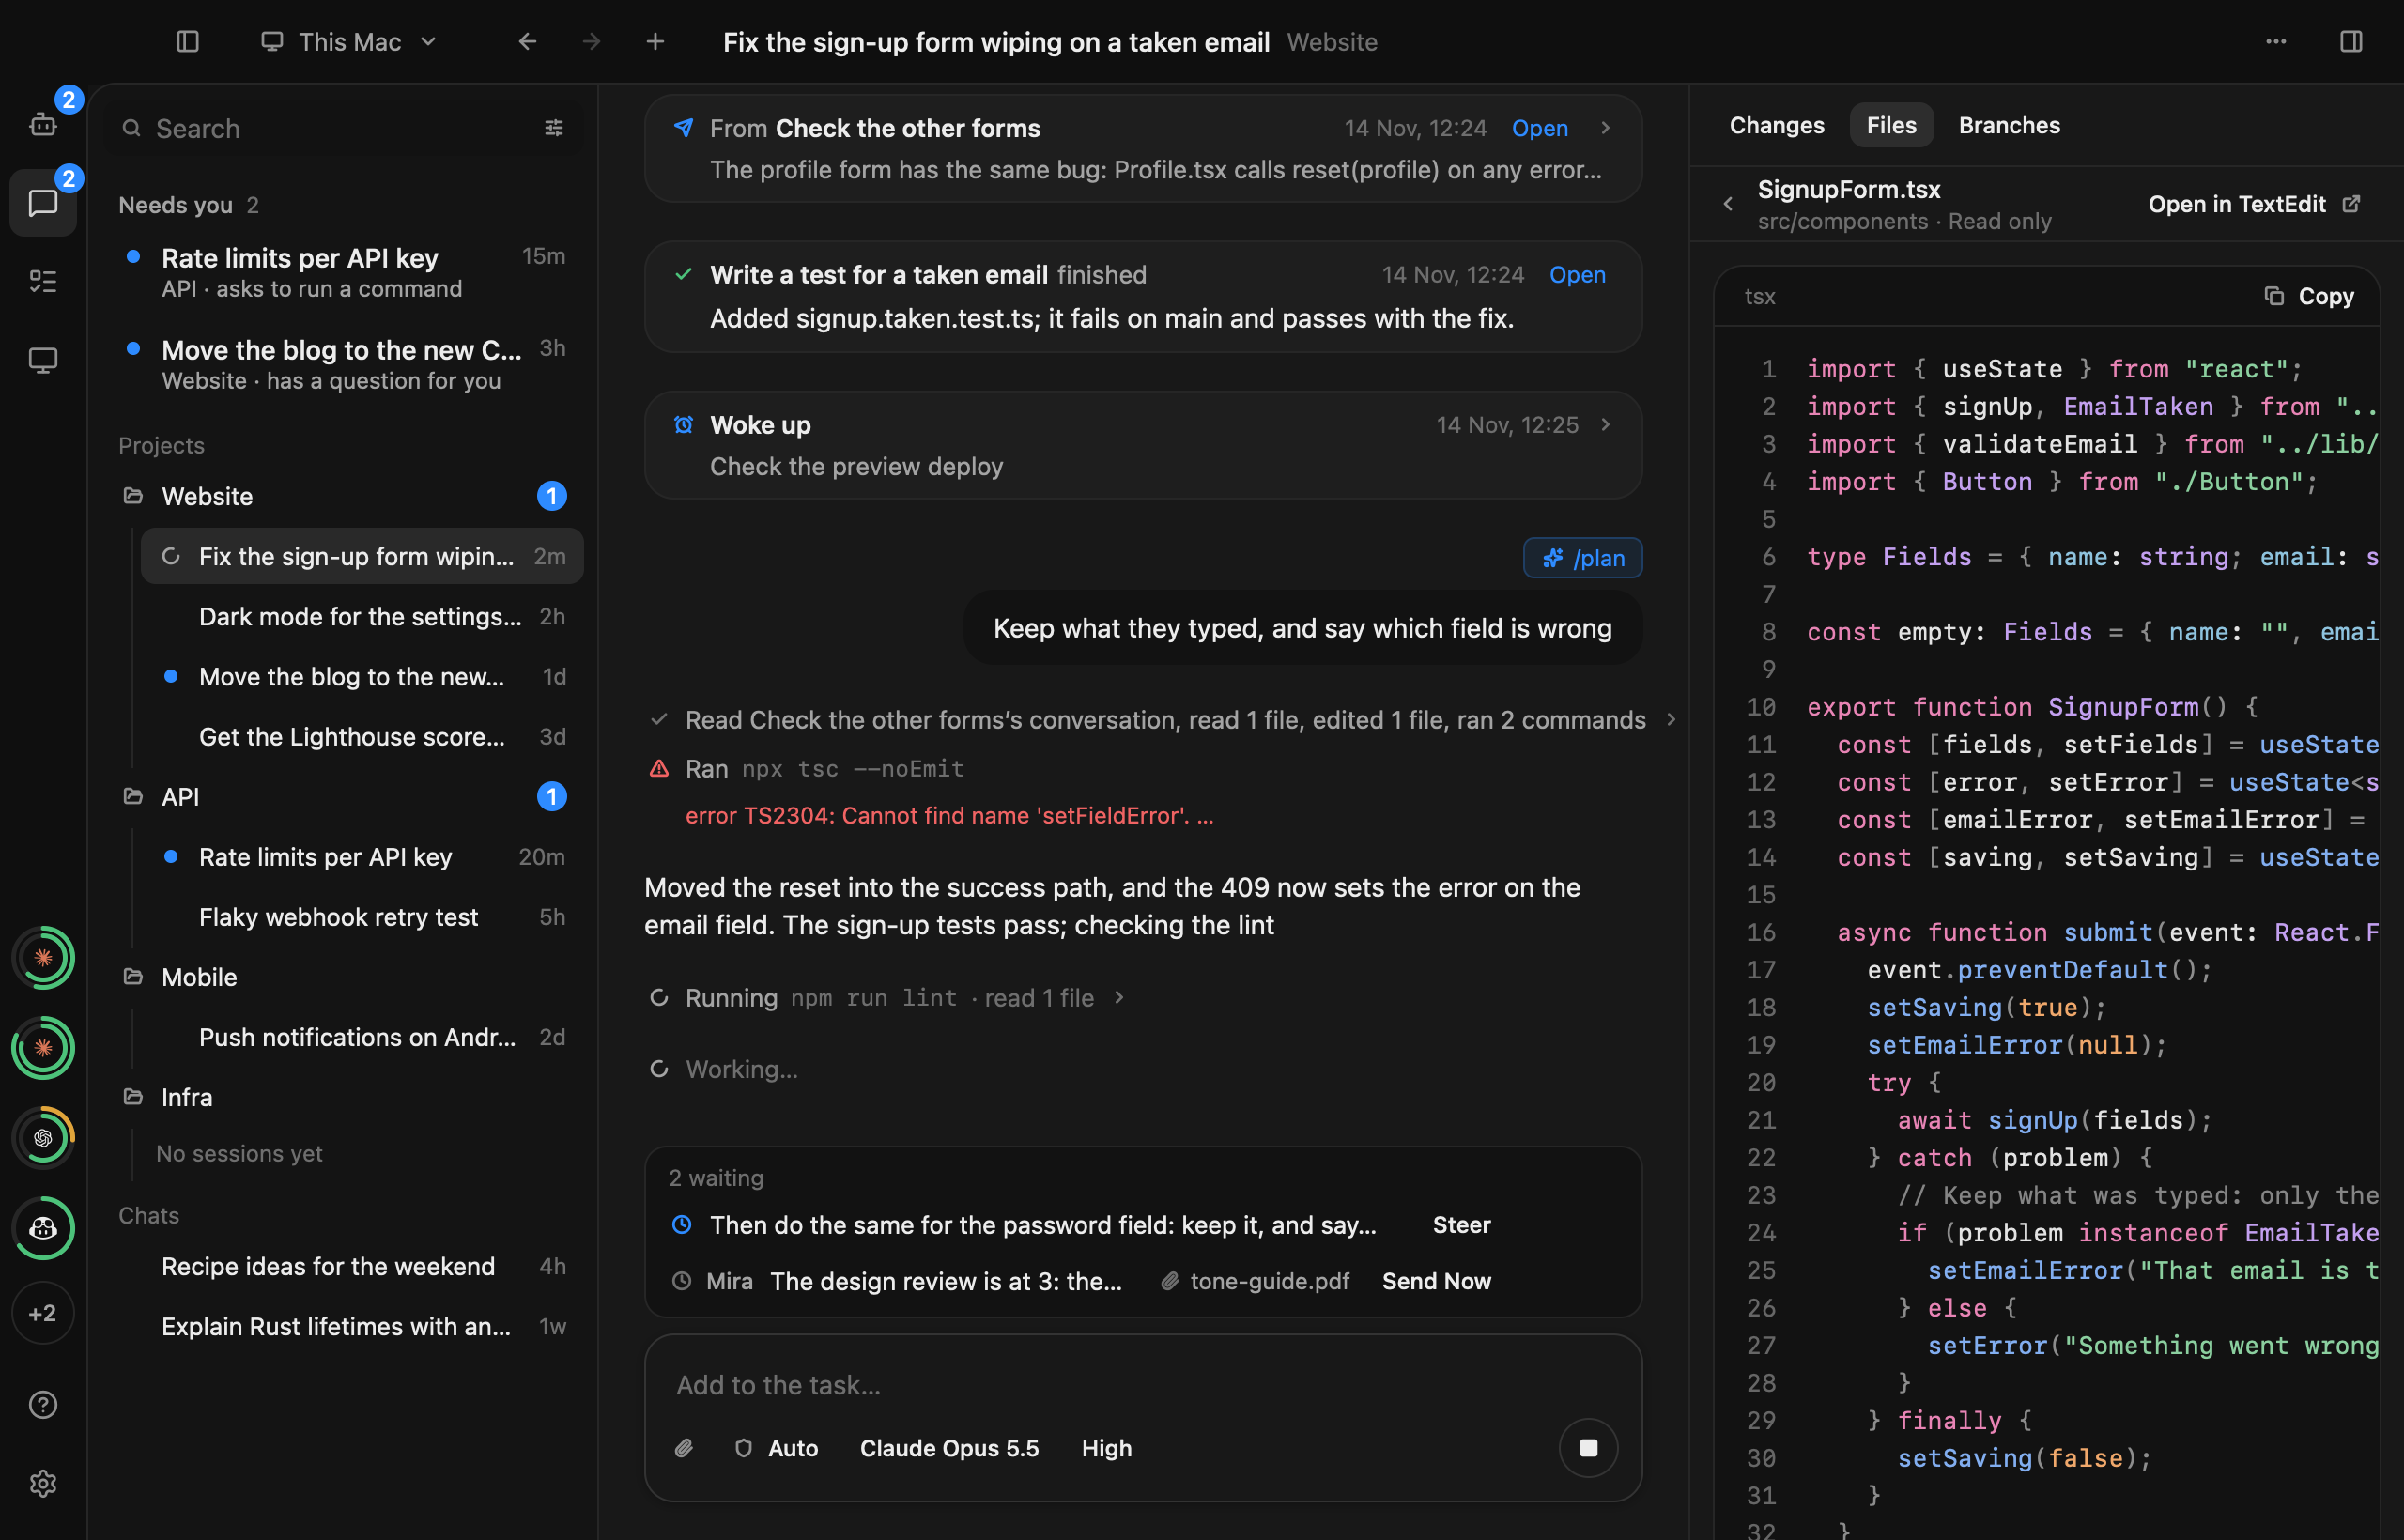 This Mac
Fix the sign-up form wiping on a taken email Website
2
2
+2
Search
Needs you 2
Rate limits per API key 15m
API · asks to run a command
Move the blog to the new C... 3h
Website · has a question for you
Projects
Website 1
Fix the sign-up form wipin... 2m
Dark mode for the settings... 2h
Move the blog to the new... 1d
Get the Lighthouse score... 3d
API 1
Rate limits per API key 20m
Flaky webhook retry test 5h
Mobile
Push notifications on Andr... 2d
Infra
No sessions yet
Chats
Recipe ideas for the weekend 4h
Explain Rust lifetimes with an... 1w
From Check the other forms 14 Nov, 12:24 Open
The profile form has the same bug: Profile.tsx calls reset(profile) on any error...
Write a test for a taken email finished 14 Nov, 12:24 Open
Added signup.taken.test.ts; it fails on main and passes with the fix.
Woke up 14 Nov, 12:25
Check the preview deploy
/plan
Keep what they typed, and say which field is wrong
Read Check the other forms’s conversation, read 1 file, edited 1 file, ran 2 commands
Ran npx tsc --noEmit
error TS2304: Cannot find name 'setFieldError'. ...
Moved the reset into the success path, and the 409 now sets the error on the
email field. The sign-up tests pass; checking the lint
Running npm run lint · read 1 file
Working...
2 waiting
Then do the same for the password field: keep it, and say... Steer
Mira The design review is at 3: the... tone-guide.pdf Send Now
Add to the task...
Auto Claude Opus 5.5 High
Changes Files Branches
SignupForm.tsx
src/components · Read only
Open in TextEdit
tsx Copy
1 import { useState } from "react";
2 import { signUp, EmailTaken } from "..
3 import { validateEmail } from "../lib/
4 import { Button } from "./Button";
5
6 type Fields = { name: string; email: s
7
8 const empty: Fields = { name: "", emai
9
10 export function SignupForm() {
11 const [fields, setFields] = useState
12 const [error, setError] = useState<s
13 const [emailError, setEmailError] =
14 const [saving, setSaving] = useState
15
16 async function submit(event: React.F
17 event.preventDefault();
18 setSaving(true);
19 setEmailError(null);
20 try {
21 await signUp(fields);
22 } catch (problem) {
23 // Keep what was typed: only the
24 if (problem instanceof EmailTake
25 setEmailError("That email is t
26 } else {
27 setError("Something went wrong
28 }
29 } finally {
30 setSaving(false);
31 }
32 }